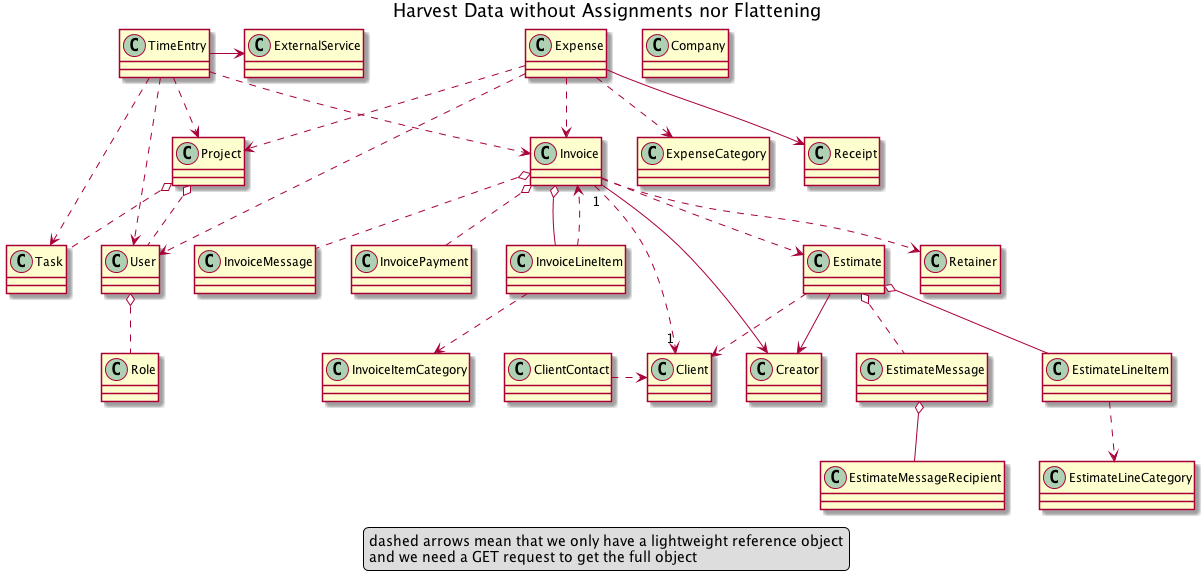 Harvest Data without Assignments nor Flattening
C TimeEntry
C ExternalService
C Expense
C Company
C Project
C Invoice
C ExpenseCategory
C Receipt
1
C Task
C User
C InvoiceMessage
C InvoicePayment
C InvoiceLineItem
C Estimate
C Retainer
1
C Role
C InvoiceItemCategory
C ClientContact
C Client
C Creator
C EstimateMessage
C EstimateLineItem
C EstimateMessageRecipient
C EstimateLineCategory
dashed arrows mean that we only have a lightweight reference object
and we need a GET request to get the full object